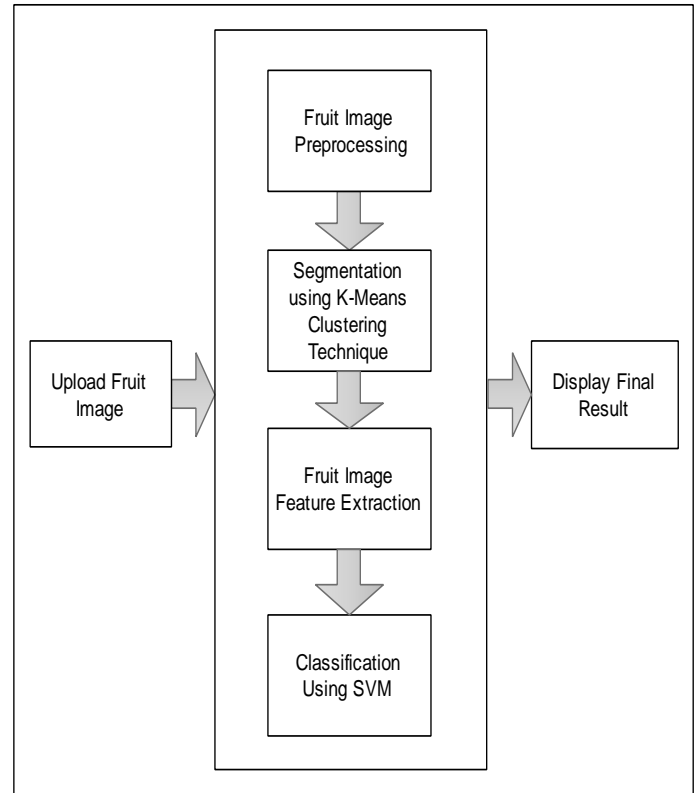 Upload Fruit
Image
Fruit Image
Preprocessing
Segmentation
using K-Means
Clustering
Technique
Fruit Image
Feature Extraction
Classification
Using SVM
Display Final
Result